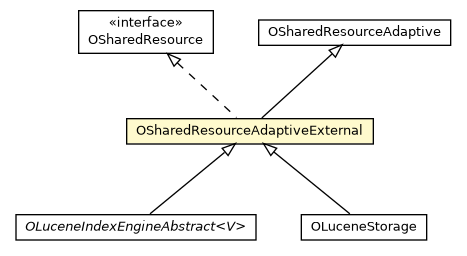 «interface»
OSharedResource
OSharedResourceAdaptive
OSharedResourceAdaptiveExternal
OLuceneIndexEngineAbstract<V>
OLuceneStorage